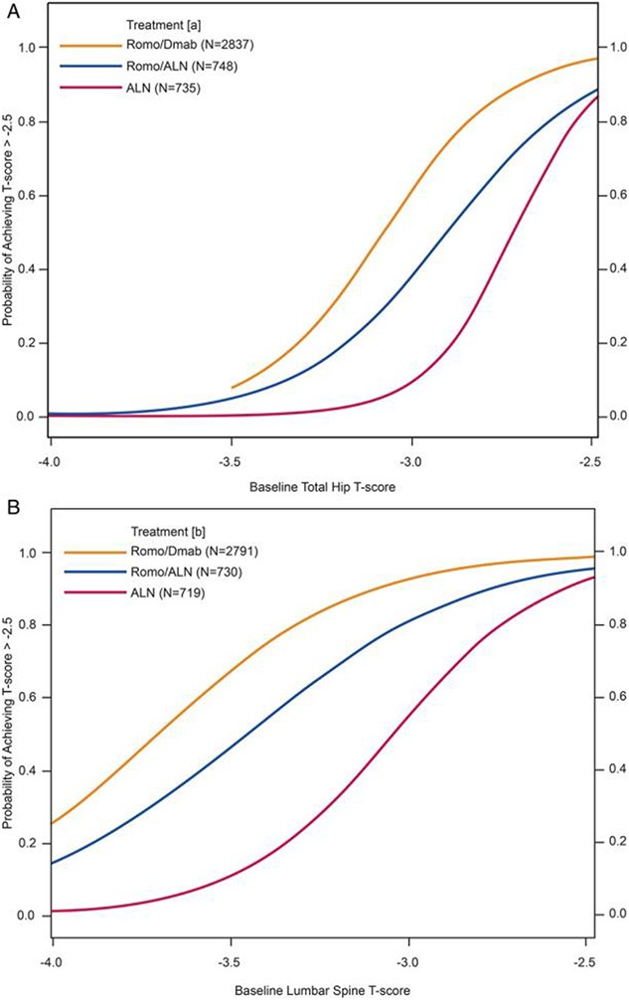 A
Treatment [a]
Romo/Dmab (N=2837)
Romo/ALN (N=748)
ALN (N=735)
Probability of Achieving T-score > -2.5
1.0
0.8
0.6
0.4
0.2
0.0
1.0
0.8
0.6
0.4
0.2
0.0
-4.0 -3.5 -3.0 -2.5
Baseline Total Hip T-score
B
Treatment [b]
Romo/Dmab (N=2791)
Romo/ALN (N=730)
ALN (N=719)
Probability of Achieving T-score > -2.5
1.0
0.8
0.6
0.4
0.2
0.0
1.0
0.8
0.6
0.4
0.2
0.0
-4.0 -3.5 -3.0 -2.5
Baseline Lumbar Spine T-score